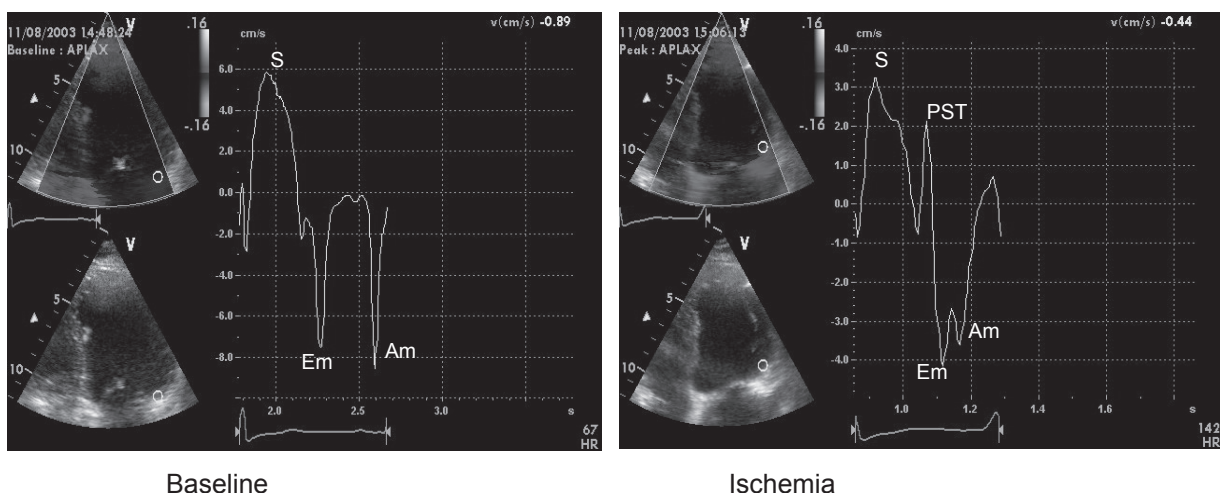 11/08/2003 14:48:24
Baseline : APLAX
V
.16
-.16
5
10
V
5
10
v(cm/s) -0.89
cm/s
6.0
4.0
2.0
0.0
-2.0
-4.0
-6.0
-8.0
S
Em
Am
2.0 2.5 3.0 s
67
HR
Baseline
11/08/2003 15:06:13
Peak : APLAX
V
.16
-.16
5
10
V
5
10
v(cm/s) -0.44
cm/s
4.0
3.0
2.0
1.0
0.0
-1.0
-2.0
-3.0
-4.0
S
PST
Em
Am
1.0 1.2 1.4 1.6 s
142
HR
Ischemia